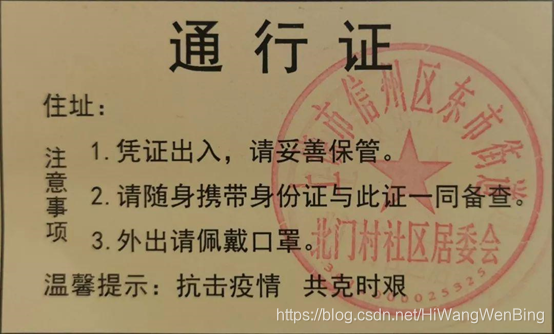 通行证
住址：
注意事项
1.凭证出入，请妥善保管。
2.请随身携带身份证与此证一同备查。
3.外出请佩戴口罩。
温馨提示：抗击疫情 共克时艰
市信州区东市街道
北门村社区居委会
https://blog.csdn.net/HiWangWenBing